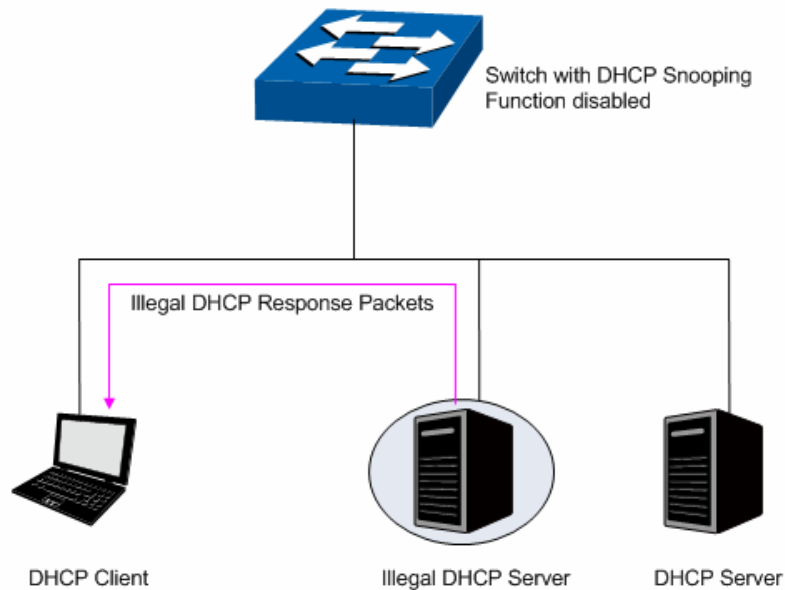 Switch with DHCP Snooping
Function disabled
Illegal DHCP Response Packets
DHCP Client
Illegal DHCP Server
DHCP Server